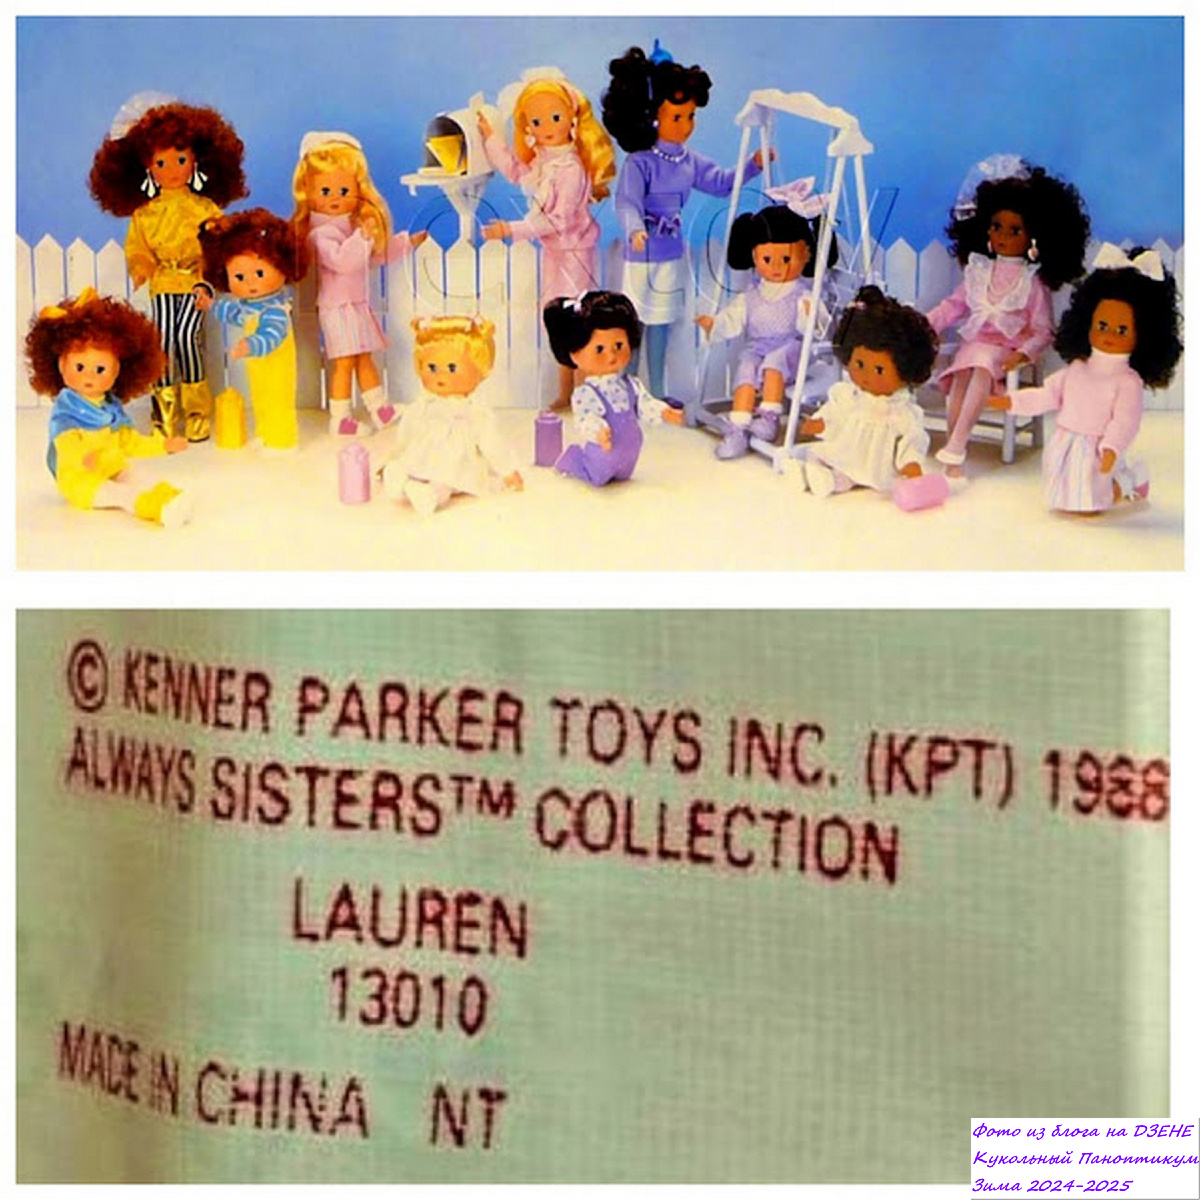 © KENNER PARKER TOYS INC. (KPT) 1988
ALWAYS SISTERS™ COLLECTION
LAUREN
13010
MADE IN CHINA NT
Фото из блога на ДЗЕНЕ
Кукольный Паноптикум
Зима 2024-2025